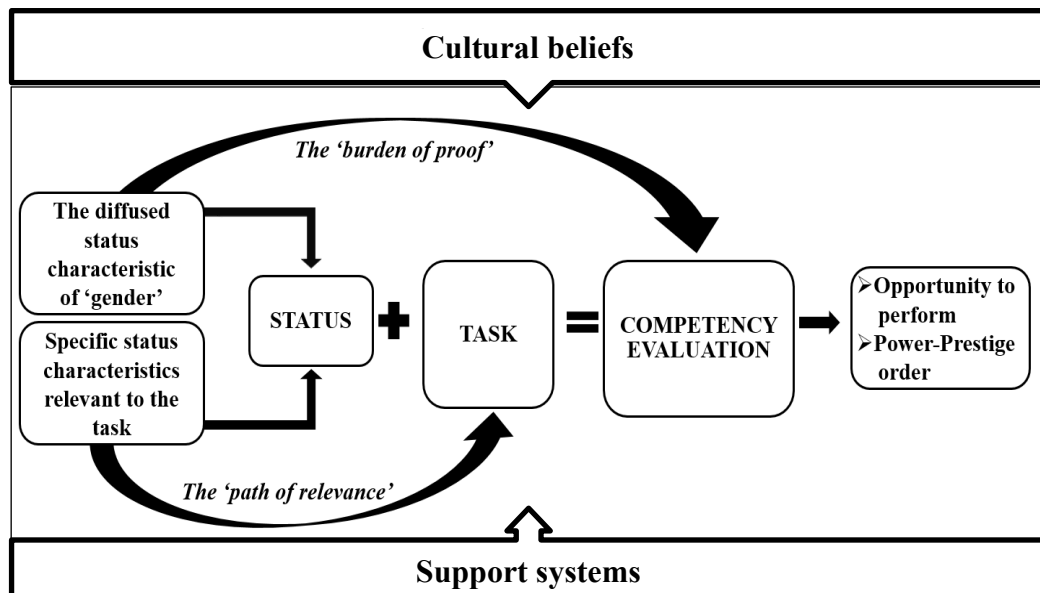 Cultural beliefs
The ‘burden of proof’
The diffused
status
characteristic
of ‘gender’
Specific status
characteristics
relevant to the
task
STATUS
+
TASK
=
COMPETENCY
EVALUATION
➢Opportunity to
perform
➢Power-Prestige
order
The ‘path of relevance’
Support systems